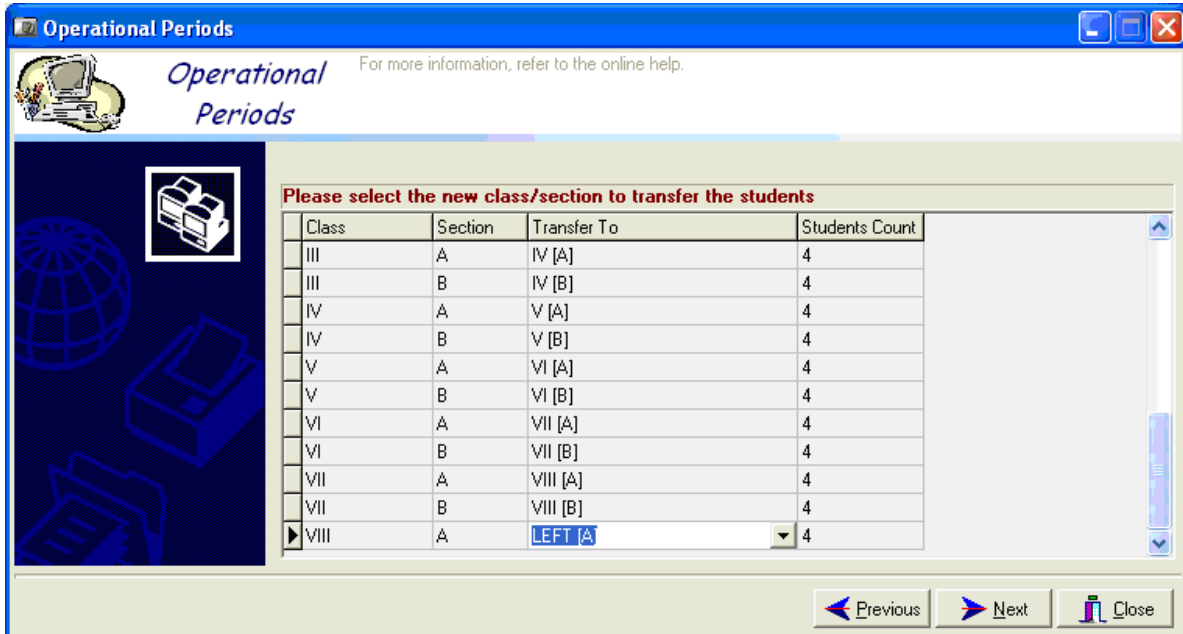 Operational Periods
Operational
Periods
For more information, refer to the online help.
Please select the new class/section to transfer the students
Class Section Transfer To Students Count
III A IV [A] 4
III B IV [B] 4
IV A V [A] 4
IV B V [B] 4
V A VI [A] 4
V B VI [B] 4
VI A VII [A] 4
VI B VII [B] 4
VII A VIII [A] 4
VII B VIII [B] 4
VIII A LEFT [A] 4
Previous Next Close